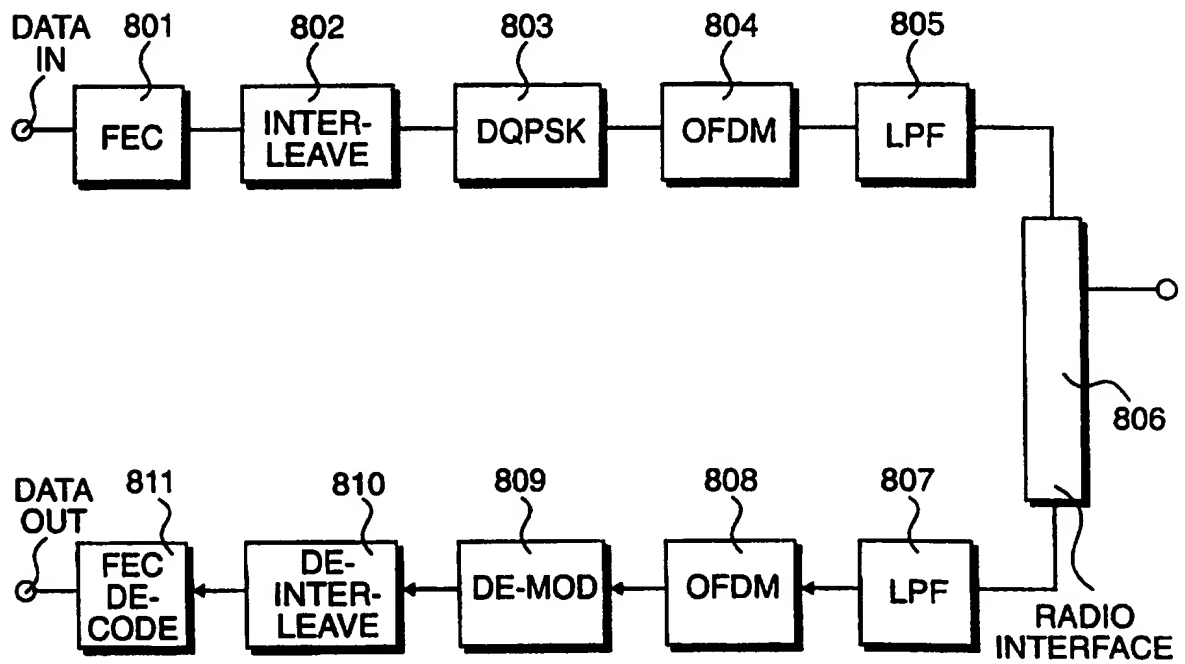 DATA IN
801
802
803
804
805
FEC
INTER-
LEAVE
DQPSK
OFDM
LPF
806
DATA OUT
811
810
809
808
807
FEC
DE-
CODE
DE-
INTER-
LEAVE
DE-MOD
OFDM
LPF
RADIO
INTERFACE